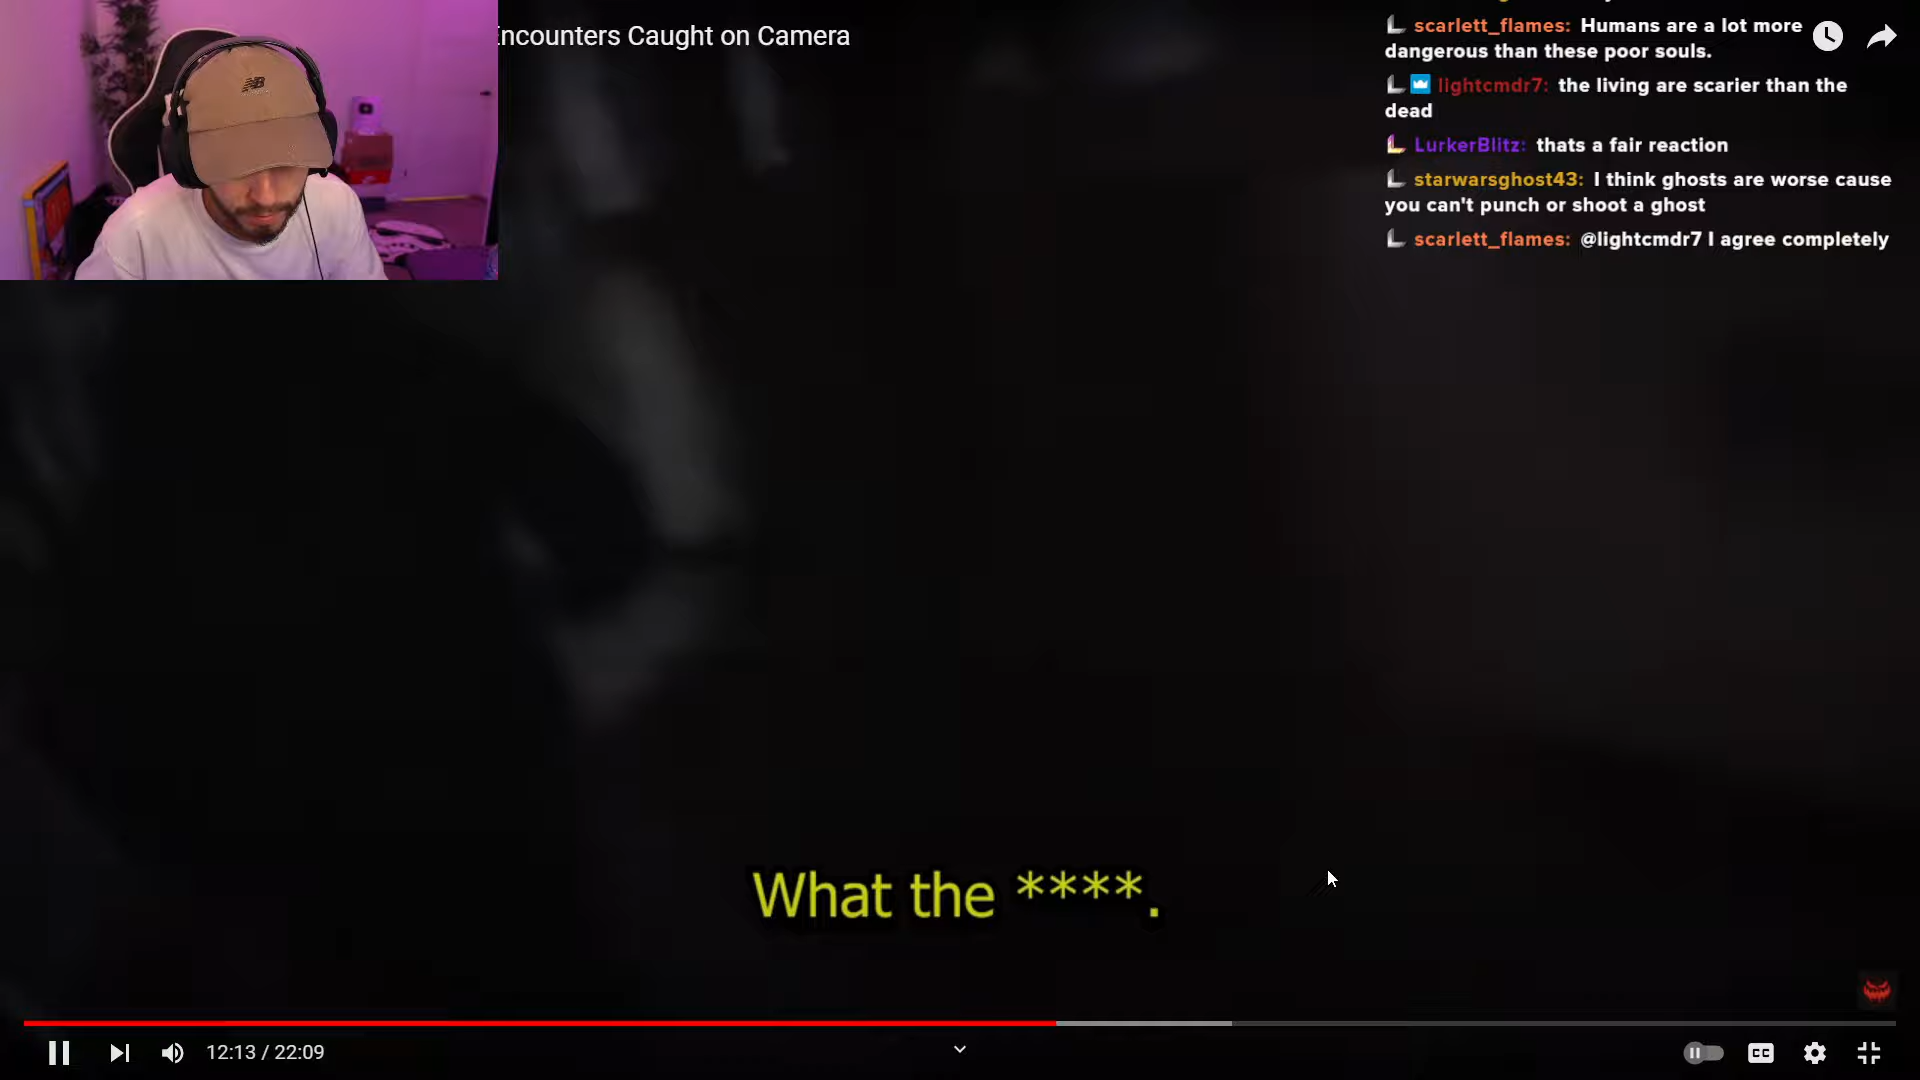 Encounters Caught on Camera
scarlett_flames: Humans are a lot more
dangerous than these poor souls.
lightcmdr7: the living are scarier than the
dead
LurkerBlitz: thats a fair reaction
starwarsghost43: I think ghosts are worse cause
you can't punch or shoot a ghost
scarlett_flames: @lightcmdr7 I agree completely
NB
What the ****.
12:13 / 22:09
CC